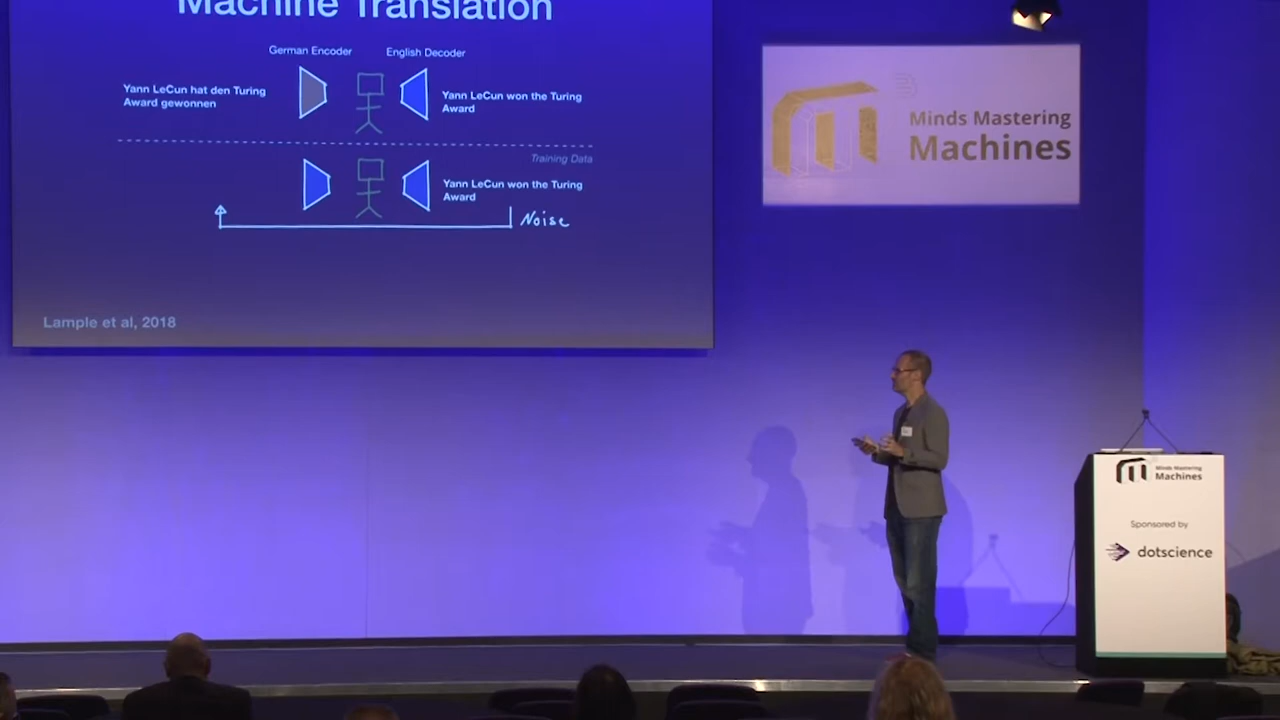 Machine Translation
German Encoder
English Decoder
Yann LeCun hat den Turing
Award gewonnen
Yann LeCun won the Turing
Award
Training Data
Yann LeCun won the Turing
Award
Noise
Lample et al, 2018
Minds Mastering
Machines
Minds Mastering
Machines
Sponsored by
dotscience